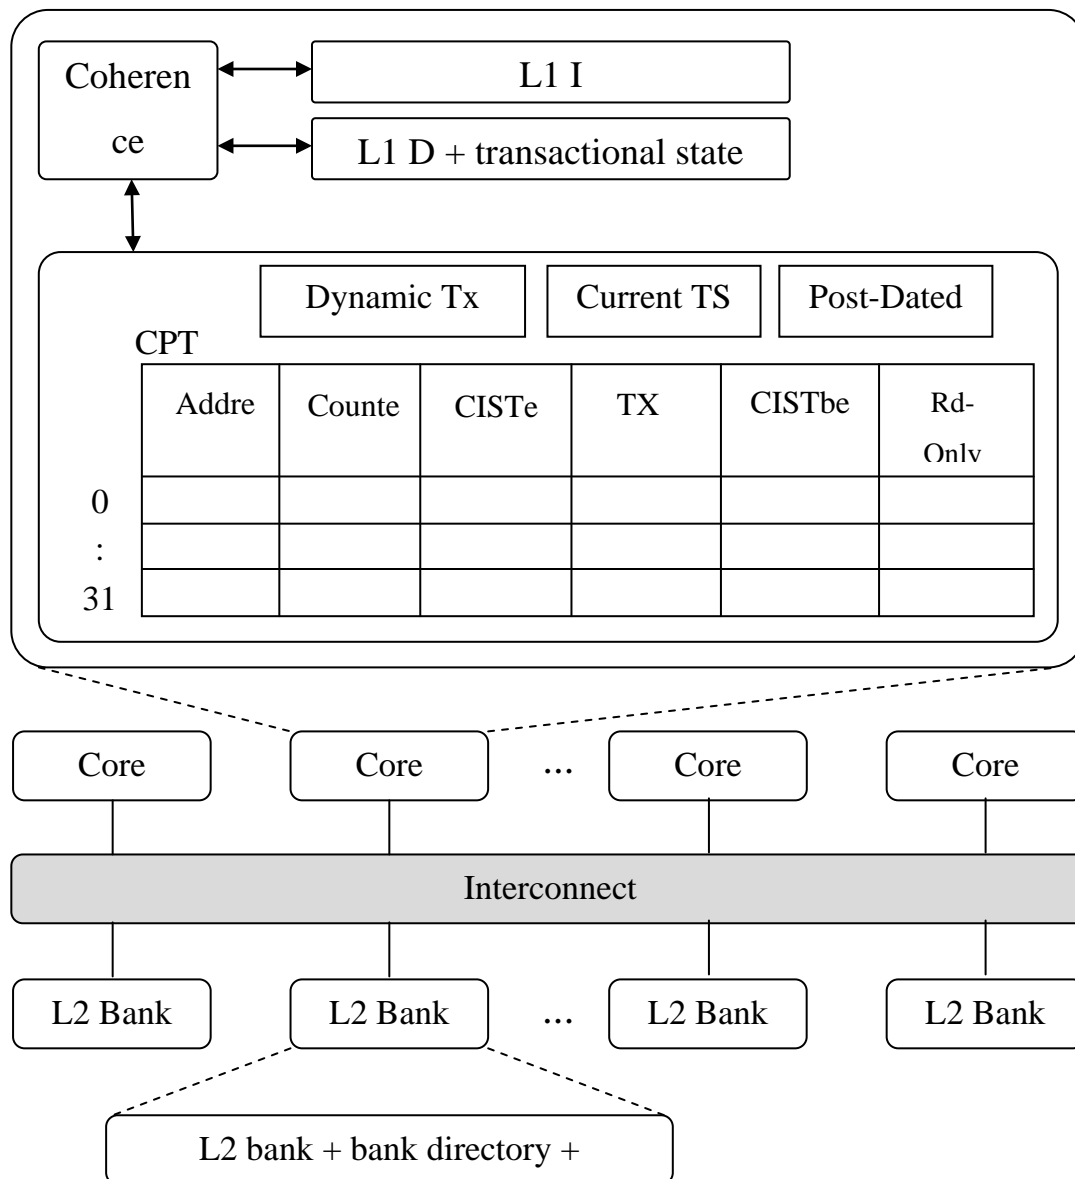 Coheren
ce
L1 I
L1 D + transactional state
Dynamic Tx
Current TS
Post-Dated
CPT
Addre
Counte
CISTe
TX
CISTbe
Rd-
Only
0
:
31
Core
Core
...
Core
Core
Interconnect
L2 Bank
L2 Bank
...
L2 Bank
L2 Bank
L2 bank + bank directory +